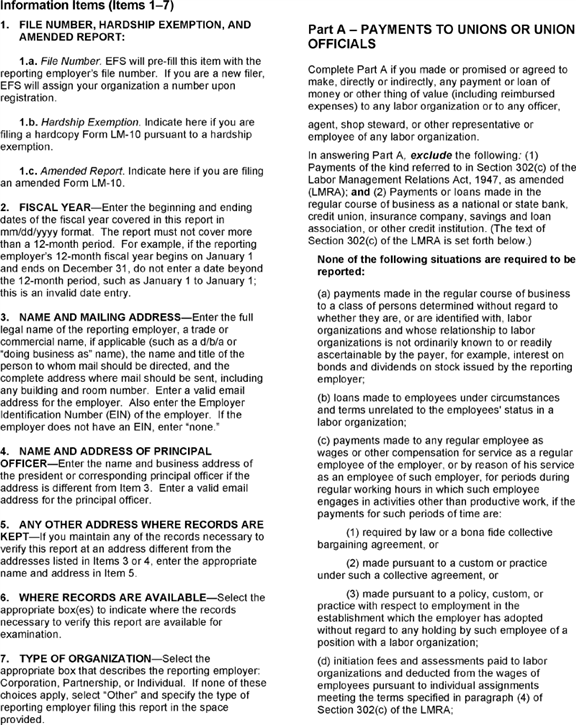 Information Items (Items 1–7)
1. FILE NUMBER, HARDSHIP EXEMPTION, AND
AMENDED REPORT:
1.a. File Number. EFS will pre-fill this item with the
reporting employer's file number. If you are a new filer,
EFS will assign your organization a number upon
registration.
1.b. Hardship Exemption. Indicate here if you are
filing a hardcopy Form LM-10 pursuant to a hardship
exemption.
1.c. Amended Report. Indicate here if you are filing
an amended Form LM-10.
2. FISCAL YEAR—Enter the beginning and ending
dates of the fiscal year covered in this report in
mm/dd/yyyy format. The report must not cover more
than a 12-month period. For example, if the reporting
employer's 12-month fiscal year begins on January 1
and ends on December 31, do not enter a date beyond
the 12-month period, such as January 1 to January 1;
this is an invalid date entry.
3. NAME AND MAILING ADDRESS—Enter the full
legal name of the reporting employer, a trade or
commercial name, if applicable (such as a d/b/a or
"doing business as" name), the name and title of the
person to whom mail should be directed, and the
complete address where mail should be sent, including
any building and room number. Enter a valid email
address for the employer. Also enter the Employer
Identification Number (EIN) of the employer. If the
employer does not have an EIN, enter "none."
4. NAME AND ADDRESS OF PRINCIPAL
OFFICER—Enter the name and business address of
the president or corresponding principal officer if the
address is different from Item 3. Enter a valid email
address for the principal officer.
5. ANY OTHER ADDRESS WHERE RECORDS ARE
KEPT—If you maintain any of the records necessary to
verify this report at an address different from the
addresses listed in Items 3 or 4, enter the appropriate
name and address in Item 5.
6. WHERE RECORDS ARE AVAILABLE—Select the
appropriate box(es) to indicate where the records
necessary to verify this report are available for
examination.
7. TYPE OF ORGANIZATION—Select the
appropriate box that describes the reporting employer:
Corporation, Partnership, or Individual. If none of these
choices apply, select "Other" and specify the type of
reporting employer filing this report in the space
provided.
Part A – PAYMENTS TO UNIONS OR UNION
OFFICIALS
Complete Part A if you made or promised or agreed to
make, directly or indirectly, any payment or loan of
money or other thing of value (including reimbursed
expenses) to any labor organization or to any officer,
agent, shop steward, or other representative or
employee of any labor organization.
In answering Part A, exclude the following: (1)
Payments of the kind referred to in Section 302(c) of the
Labor Management Relations Act, 1947, as amended
(LMRA); and (2) Payments or loans made in the
regular course of business as a national or state bank,
credit union, insurance company, savings and loan
association, or other credit institution. (The text of
Section 302(c) of the LMRA is set forth below.)
None of the following situations are required to be
reported:
(a) payments made in the regular course of business
to a class of persons determined without regard to
whether they are, or are identified with, labor
organizations and whose relationship to labor
organizations is not ordinarily known to or readily
ascertainable by the payer, for example, interest on
bonds and dividends on stock issued by the reporting
employer;
(b) loans made to employees under circumstances
and terms unrelated to the employees' status in a
labor organization;
(c) payments made to any regular employee as
wages or other compensation for service as a regular
employee of the employer, or by reason of his service
as an employee of such employer, for periods during
regular working hours in which such employee
engages in activities other than productive work, if the
payments for such periods of time are:
(1) required by law or a bona fide collective
bargaining agreement, or
(2) made pursuant to a custom or practice
under such a collective agreement, or
(3) made pursuant to a policy, custom, or
practice with respect to employment in the
establishment which the employer has adopted
without regard to any holding by such employee of a
position with a labor organization;
(d) initiation fees and assessments paid to labor
organizations and deducted from the wages of
employees pursuant to individual assignments
meeting the terms specified in paragraph (4) of
Section 302(c) of the LMRA;